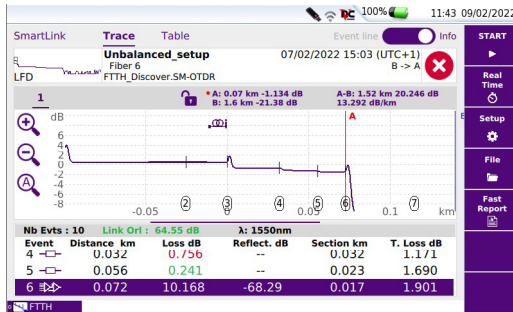 100% 11:43 09/02/2022
SmartLink Trace Table Event line Info START
Unbalanced_setup 07/02/2022 15:03 (UTC+1)
Fiber 6 B -> A
LFD FTTH_Discover.SM-OTDR
Real Time
1 A: 0.07 km -1.134 dB A-B: 1.52 km 20.246 dB
B: 1.6 km -21.38 dB 13.292 dB/km
Setup
dB A
6
4
2
0
-2
-4
-6
-8
File
2 3 4 5 6 7
-0.05 0 0.05 0.1 km
Fast Report
Nb Evts : 10 Link Orl : 64.55 dB λ: 1550nm
Event Distance km Loss dB Reflect. dB Section km T. Loss dB
4 0.032 0.756 -- 0.032 1.171
5 0.056 0.241 -- 0.023 1.690
6 0.072 10.168 -68.29 0.017 1.901
FTTH